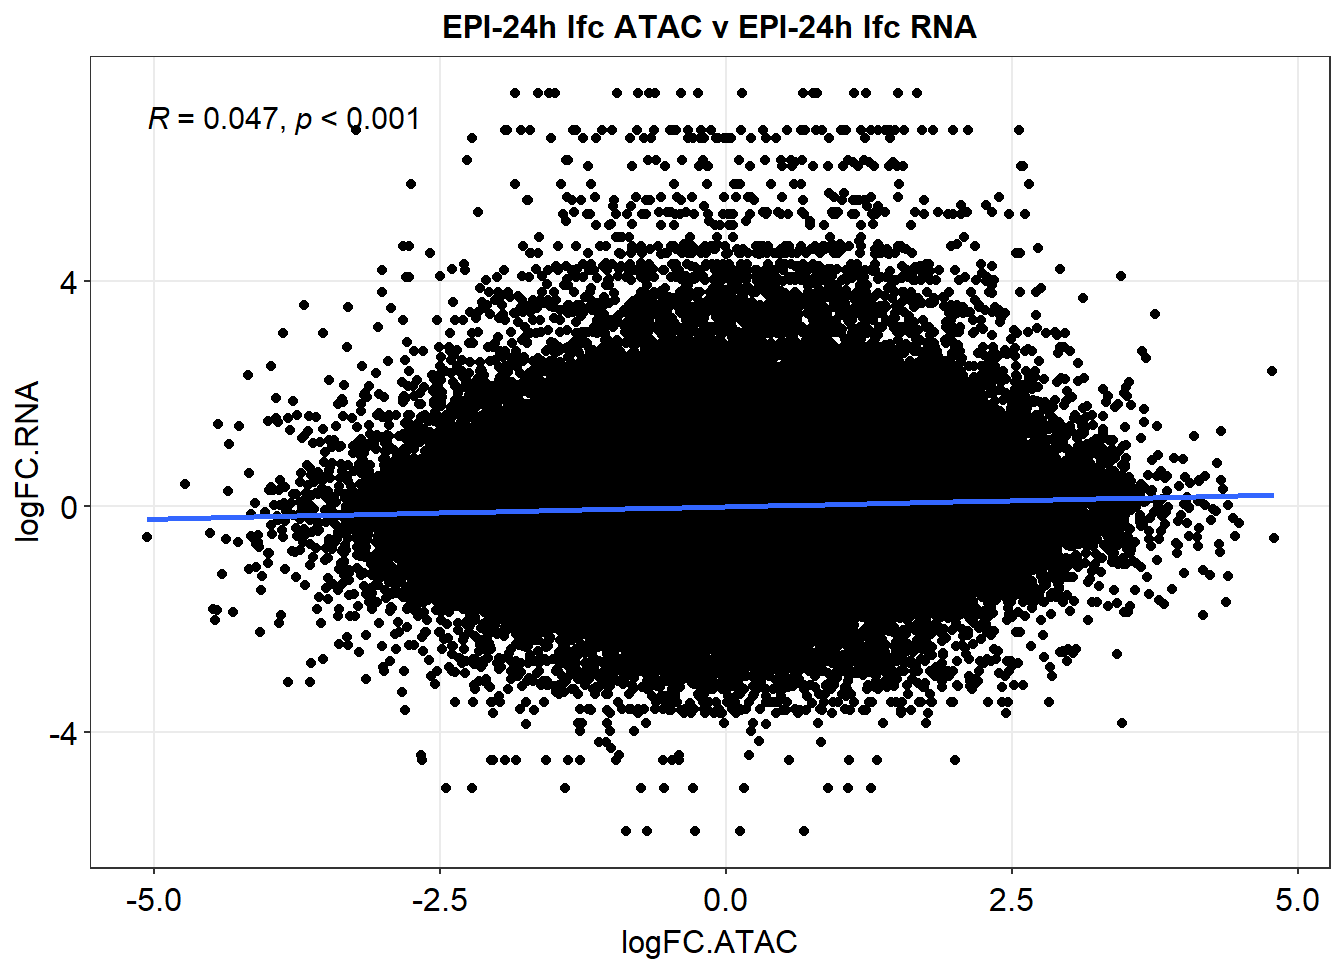 EPI-24h lfc ATAC v EPI-24h lfc RNA
R = 0.047, p < 0.001
4
0
-4
logFC.RNA
-5.0 -2.5 0.0 2.5 5.0
logFC.ATAC